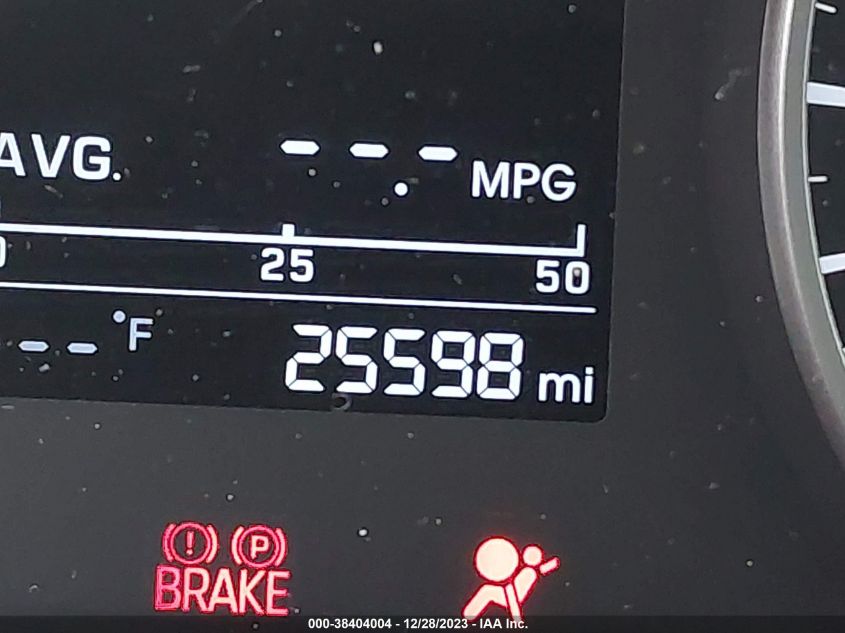 AVG. --.- MPG
25 50
--°F 25598 mi
(!) (P)
BRAKE
000-38404004 - 12/28/2023 - IAA Inc.